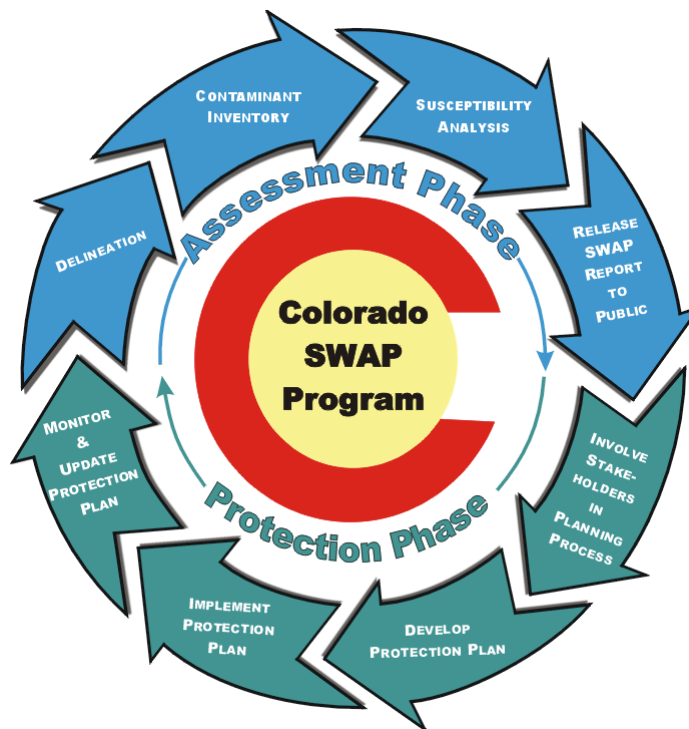 CONTAMINANT
INVENTORY
SUSCEPTIBILITY
ANALYSIS
DELINEATION
Assessment Phase
RELEASE
SWAP
REPORT
TO
PUBLIC
Colorado
SWAP
Program
MONITOR
&
UPDATE
PROTECTION
PLAN
INVOLVE
STAKE-
HOLDERS
IN
PLANNING
PROCESS
Protection Phase
IMPLEMENT
PROTECTION
PLAN
DEVELOP
PROTECTION PLAN